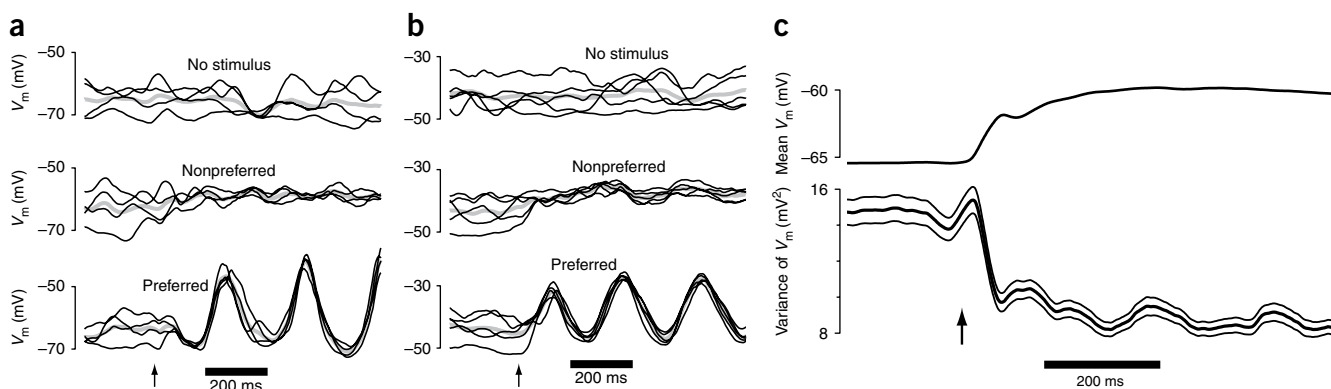 a
−50
−70
V_m (mV)
No stimulus
−50
−70
V_m (mV)
Nonpreferred
−50
−70
V_m (mV)
Preferred
200 ms
b
−30
−50
No stimulus
−30
−50
Nonpreferred
−30
−50
Preferred
200 ms
c
−60
−65
Mean V_m (mV)
16
8
Variance of V_m (mV²)
200 ms